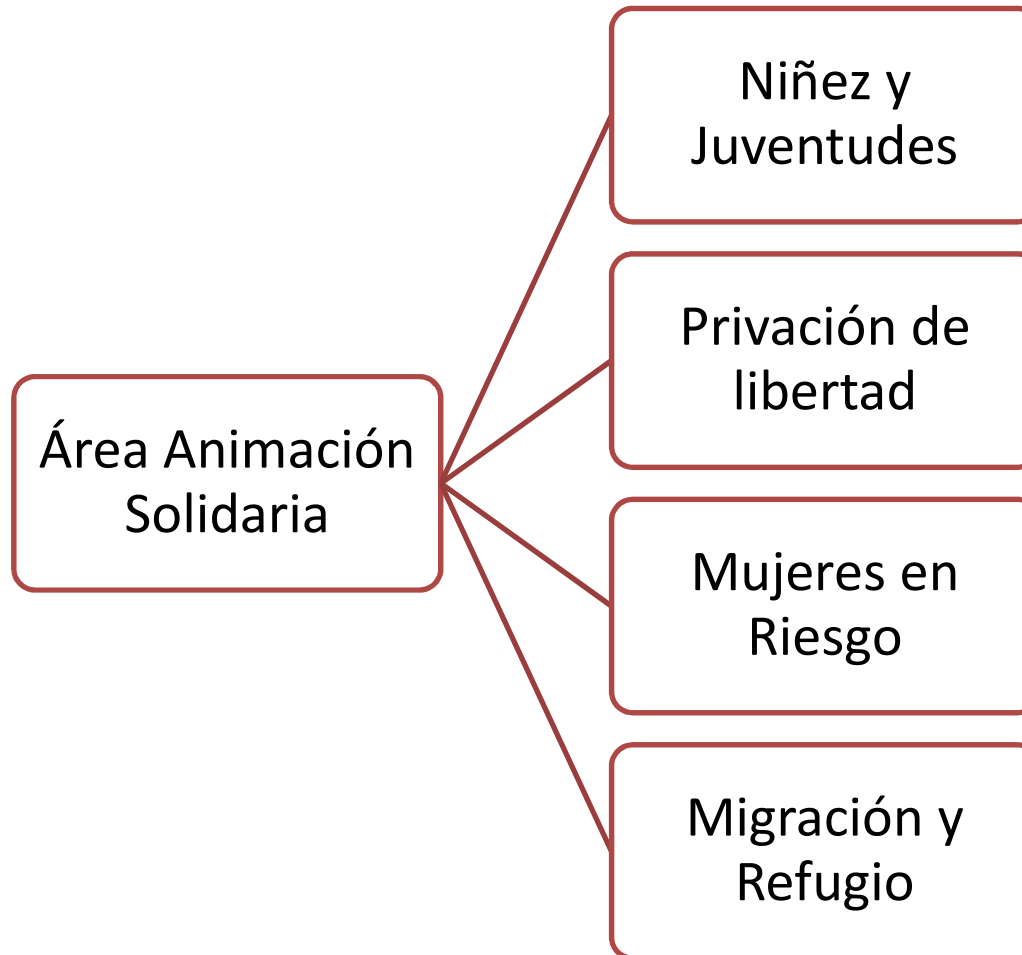 Niñez y
Juventudes
Privación de
libertad
Área Animación
Solidaria
Mujeres en
Riesgo
Migración y
Refugio